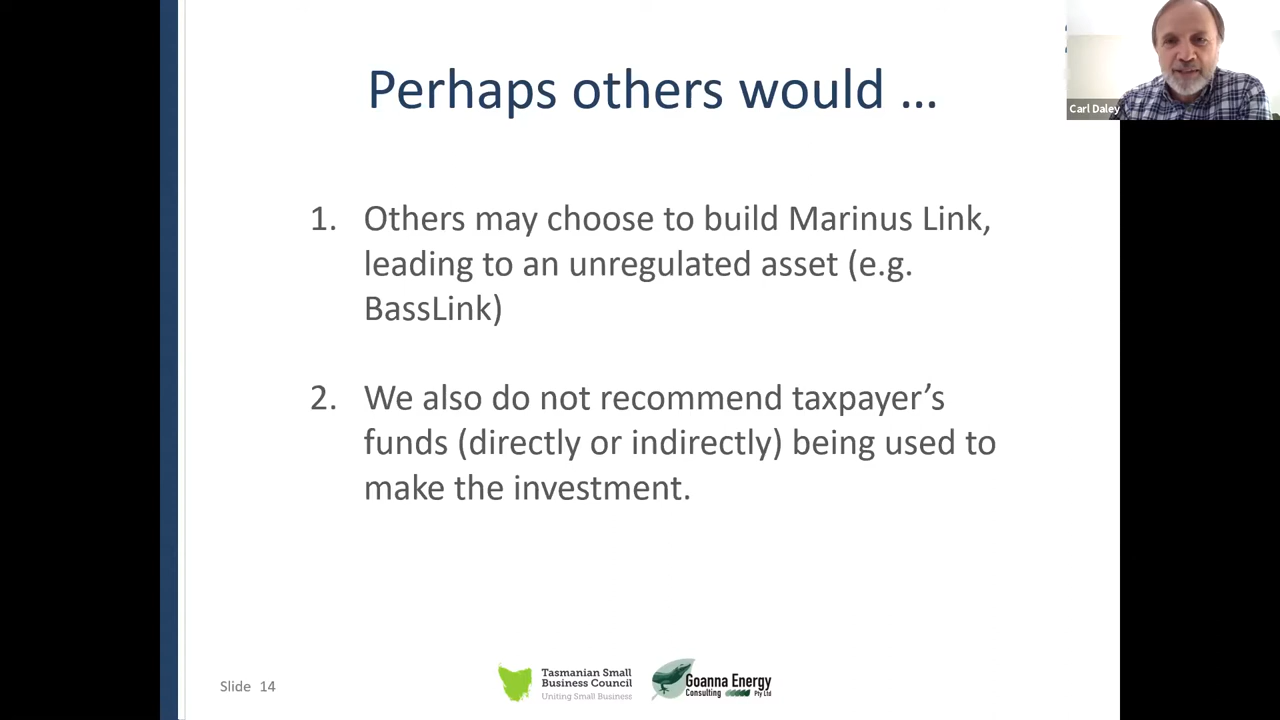 Perhaps others would …
Carl Daley
1. Others may choose to build Marinus Link,
leading to an unregulated asset (e.g.
BassLink)
2. We also do not recommend taxpayer’s
funds (directly or indirectly) being used to
make the investment.
Slide 14
Tasmanian Small
Business Council
Uniting Small Business
Goanna Energy
Consulting Pty Ltd